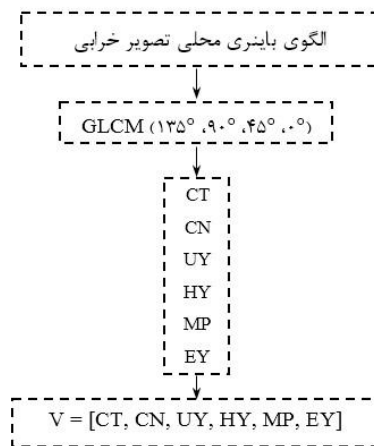 الگوی باینری محلی تصویر خرابی
GLCM (۱۳۵° ،۹۰° ،۴۵° ،۰°)
CT
CN
UY
HY
MP
EY
V = [CT, CN, UY, HY, MP, EY]